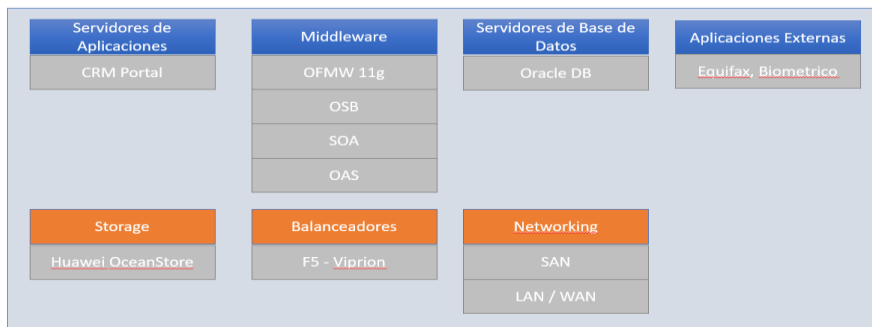 Servidores de
Aplicaciones
CRM Portal
Middleware
OFMW 11g
OSB
SOA
OAS
Servidores de Base de
Datos
Oracle DB
Aplicaciones Externas
Equifax, Biometrico
Storage
Huawei OceanStore
Balanceadores
F5 - Viprion
Networking
SAN
LAN / WAN